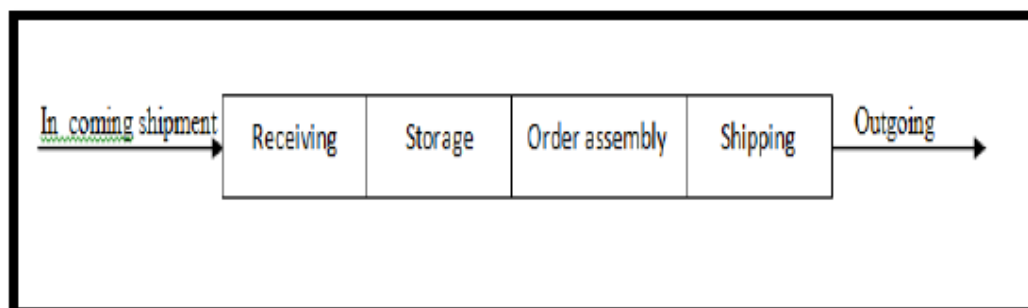 In coming shipment
Receiving
Storage
Order assembly
Shipping
Outgoing